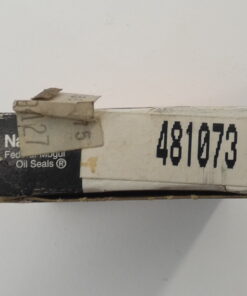 Na
Federal-Mogul
Oil Seals ®
481073